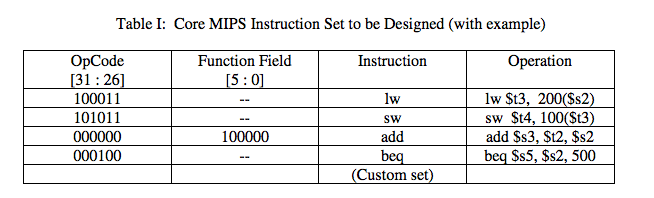 Table I: Core MIPS Instruction Set to be Designed (with example)
OpCode Function Field Instruction Operation
[31 : 26] [5 : 0]
100011 -- lw lw $t3, 200($s2)
101011 -- sw sw $t4, 100($t3)
000000 100000 add add $s3, $t2, $s2
000100 -- beq beq $s5, $s2, 500
(Custom set)